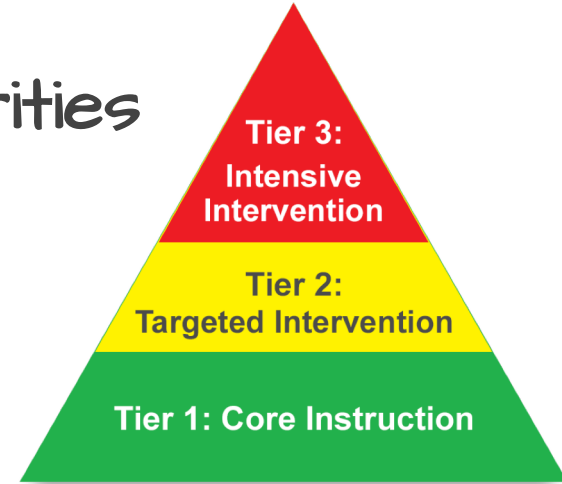 rities
Tier 3:
Intensive
Intervention
Tier 2:
Targeted Intervention
Tier 1: Core Instruction